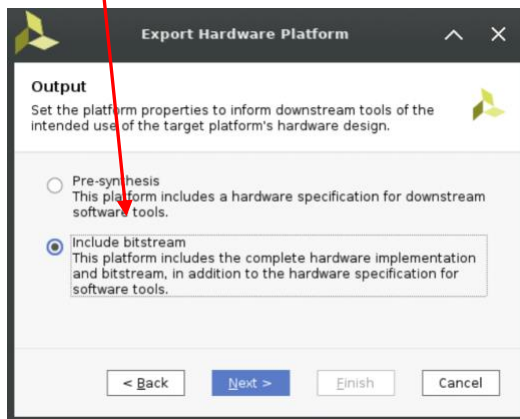 Export Hardware Platform
Output
Set the platform properties to inform downstream tools of the
intended use of the target platform's hardware design.
Pre-synthesis
This platform includes a hardware specification for downstream
software tools.
Include bitstream
This platform includes the complete hardware implementation
and bitstream, in addition to the hardware specification for
software tools.
< Back
Next >
Finish
Cancel